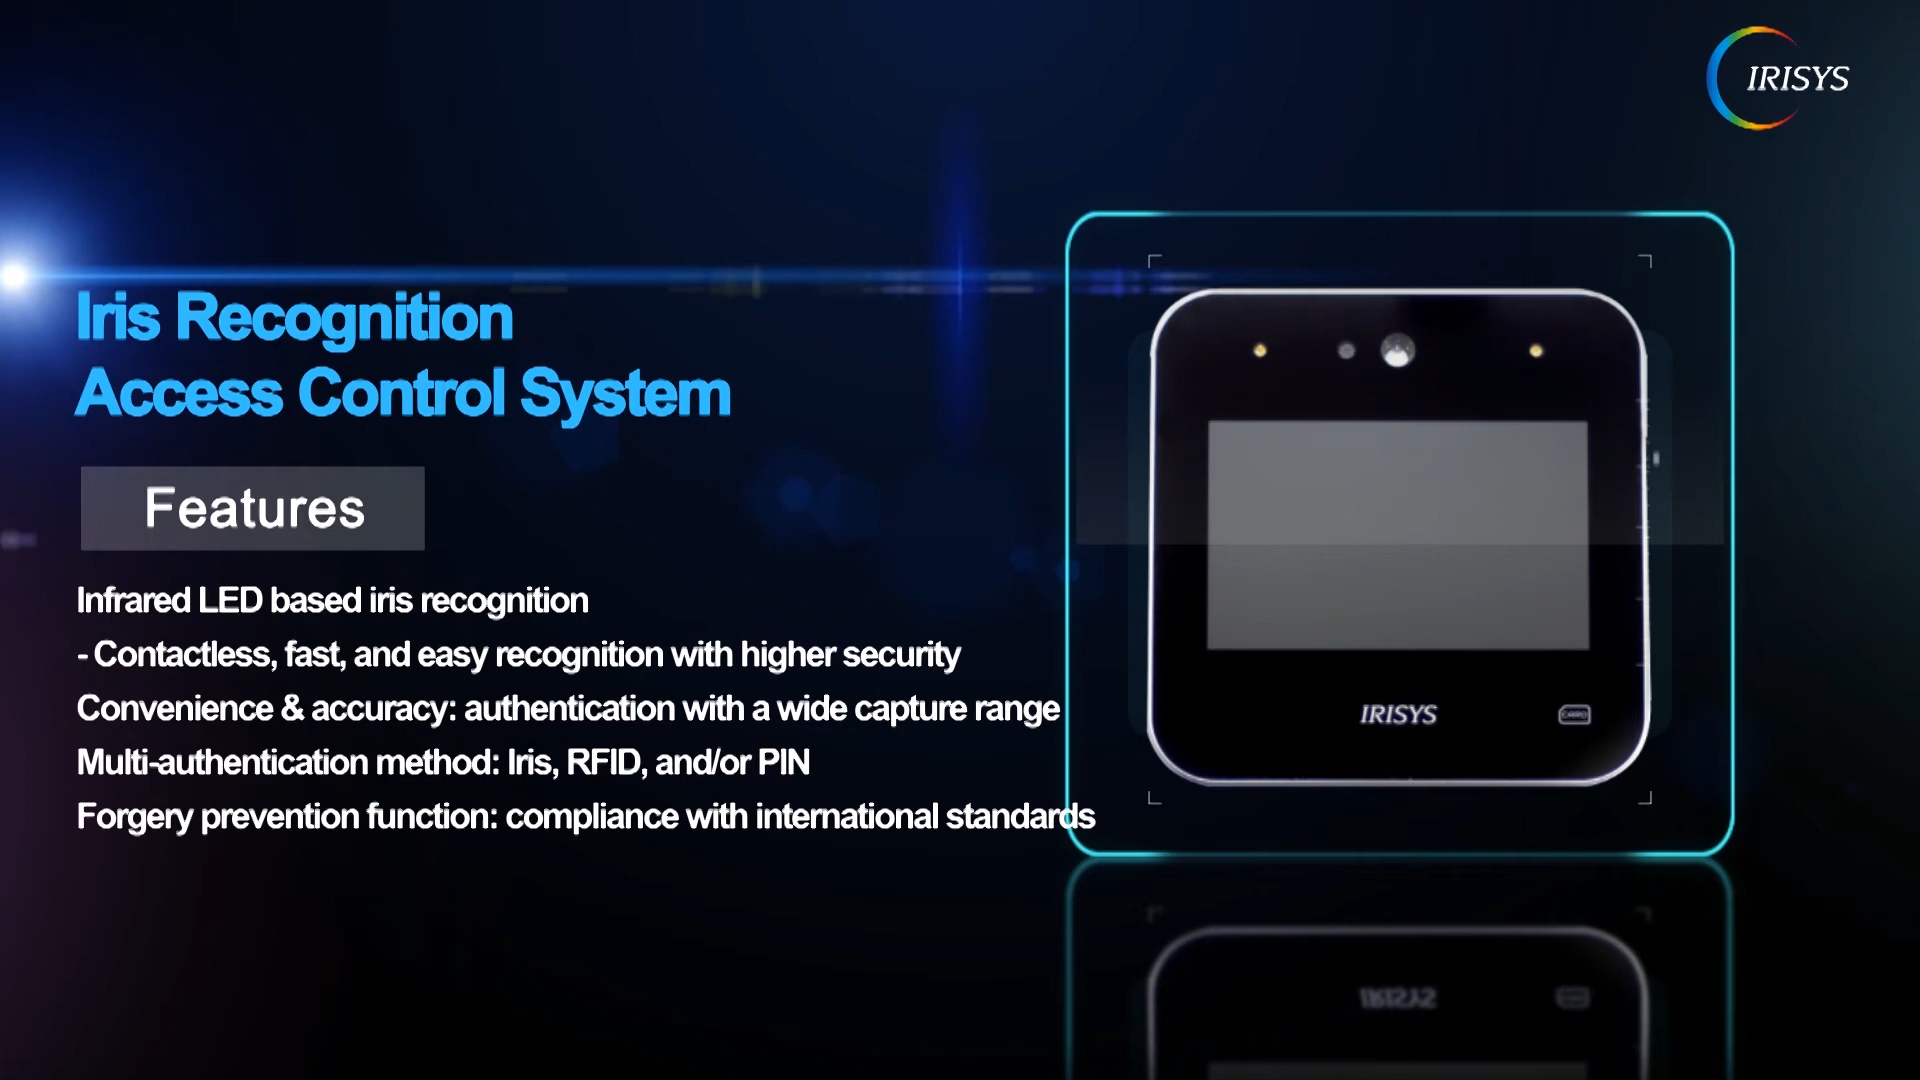 IRISYS
Iris Recognition
Access Control System
Features
Infrared LED based iris recognition
- Contactless, fast, and easy recognition with higher security
Convenience & accuracy: authentication with a wide capture range
Multi-authentication method: Iris, RFID, and/or PIN
Forgery prevention function: compliance with international standards
IRISYS
CARD